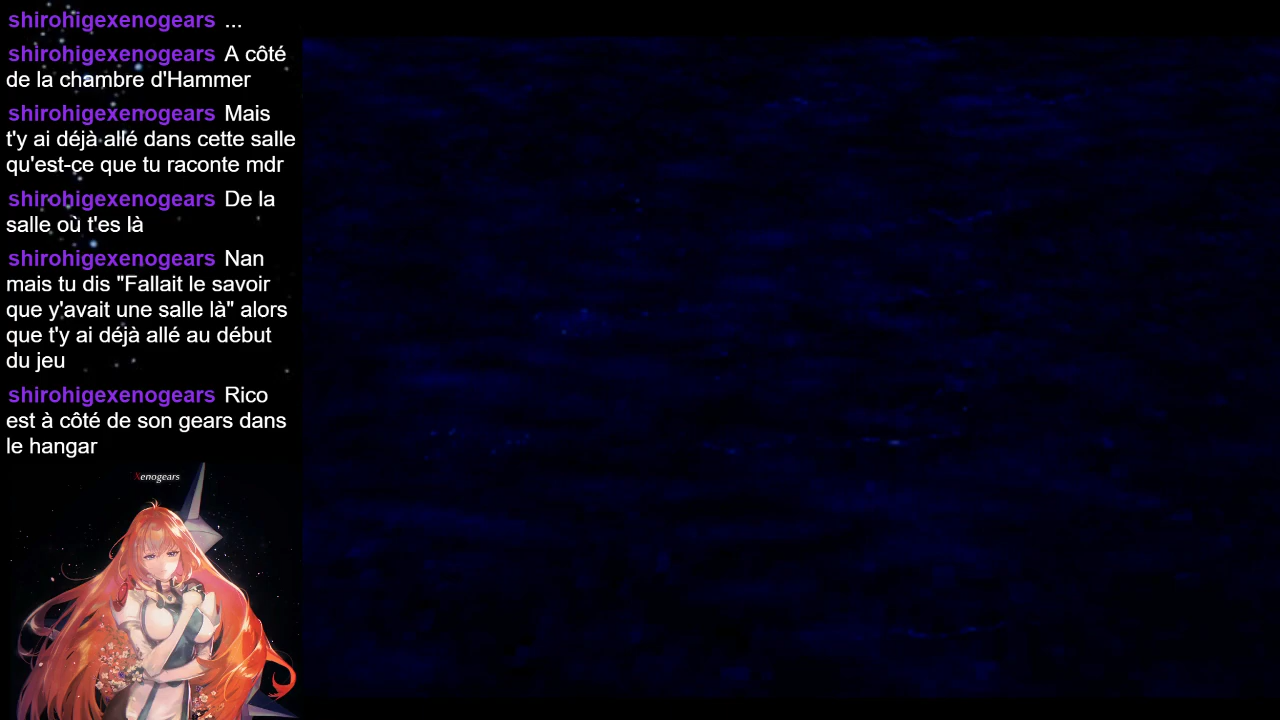 shirohigexenogears ...
shirohigexenogears A côté
de la chambre d'Hammer
shirohigexenogears Mais
t'y ai déjà allé dans cette salle
qu'est-ce que tu raconte mdr
shirohigexenogears De la
salle où t'es là
shirohigexenogears Nan
mais tu dis "Fallait le savoir
que y'avait une salle là" alors
que t'y ai déjà allé au début
du jeu
shirohigexenogears Rico
est à côté de son gears dans
le hangar
Xenogears